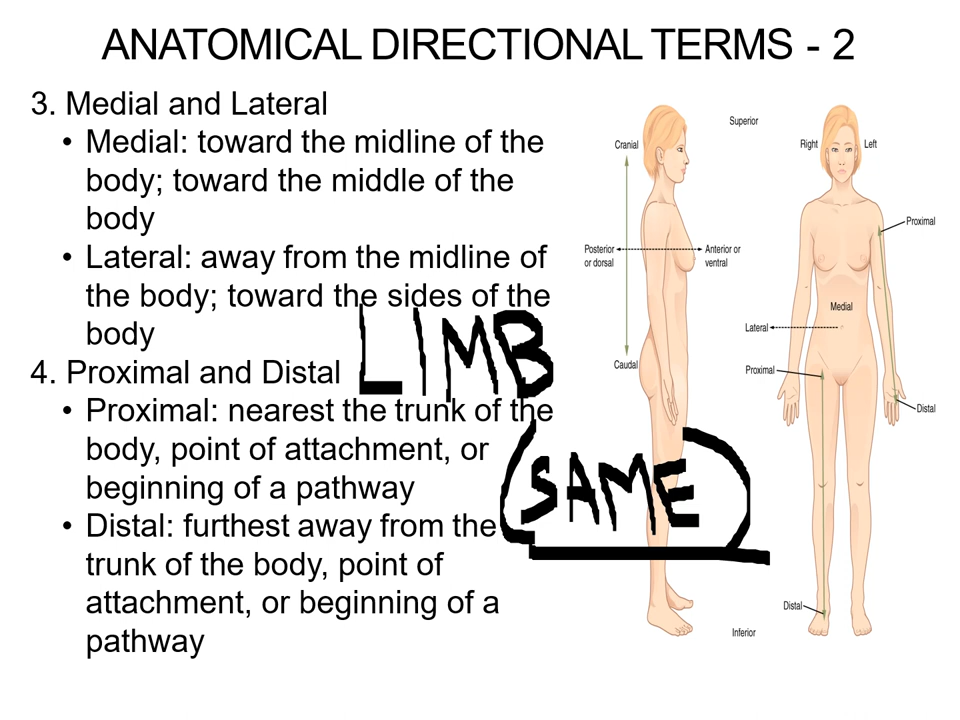 ANATOMICAL DIRECTIONAL TERMS - 2
3. Medial and Lateral
• Medial: toward the midline of the
body; toward the middle of the
body
• Lateral: away from the midline of
the body; toward the sides of the
body
4. Proximal and Distal
• Proximal: nearest the trunk of the
body, point of attachment, or
beginning of a pathway
• Distal: furthest away from the
trunk of the body, point of
attachment, or beginning of a
pathway
LIMB
(SAME)
Superior
Cranial
Right
Left
Proximal
Posterior
or dorsal
Anterior or
ventral
Medial
Lateral
Caudal
Proximal
Distal
Distal
Inferior